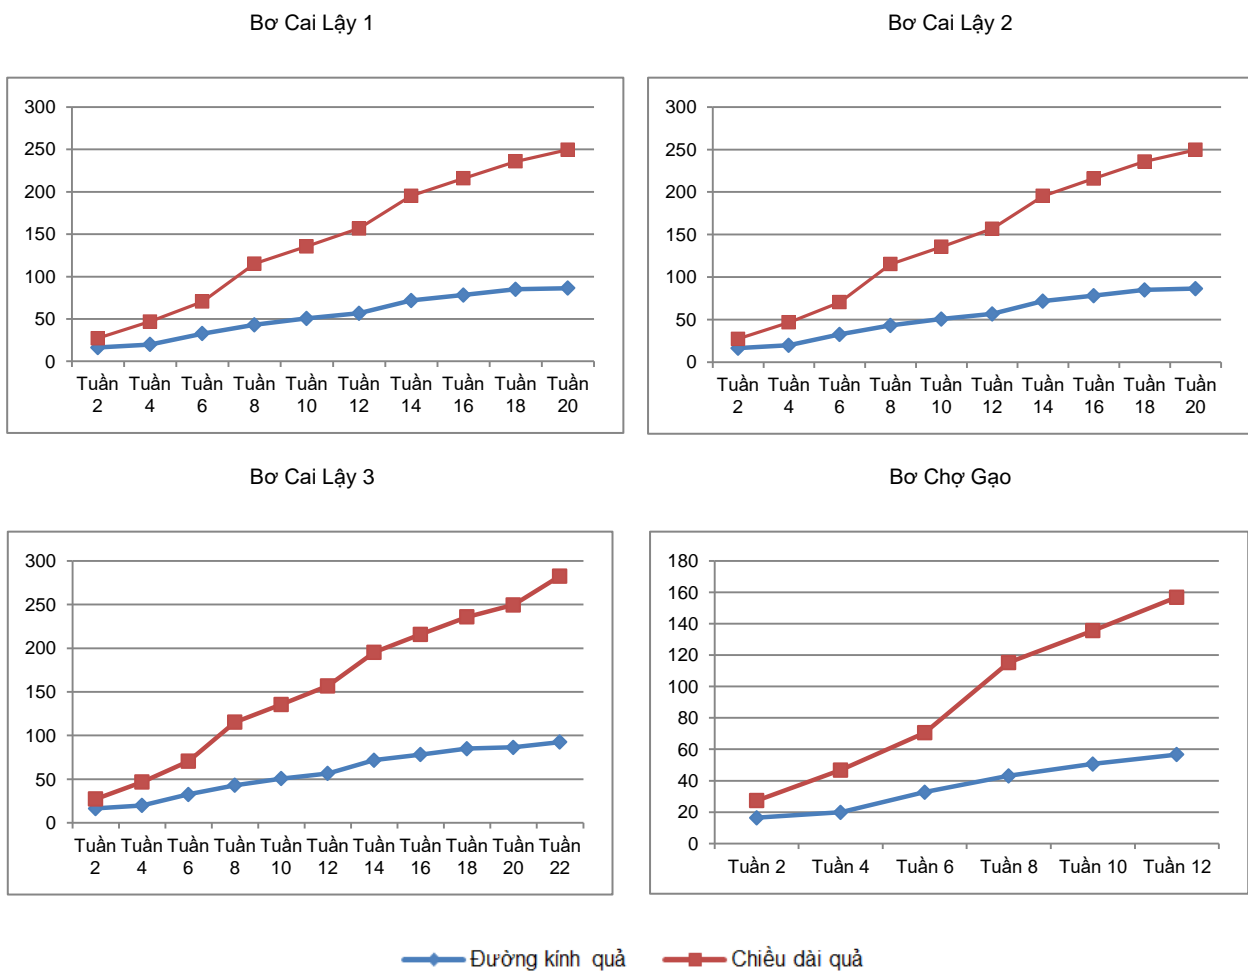 Bơ Cai Lậy 1
Bơ Cai Lậy 2
300
250
200
150
100
50
0
Tuần Tuần Tuần Tuần Tuần Tuần Tuần Tuần Tuần Tuần
2 4 6 8 10 12 14 16 18 20
300
250
200
150
100
50
0
Tuần Tuần Tuần Tuần Tuần Tuần Tuần Tuần Tuần Tuần
2 4 6 8 10 12 14 16 18 20
Bơ Cai Lậy 3
Bơ Chợ Gạo
300
250
200
150
100
50
0
Tuần Tuần Tuần Tuần Tuần Tuần Tuần Tuần Tuần Tuần Tuần
2 4 6 8 10 12 14 16 18 20 22
180
160
140
120
100
80
60
40
20
0
Tuần 2 Tuần 4 Tuần 6 Tuần 8 Tuần 10 Tuần 12
Đường kính quả Chiều dài quả